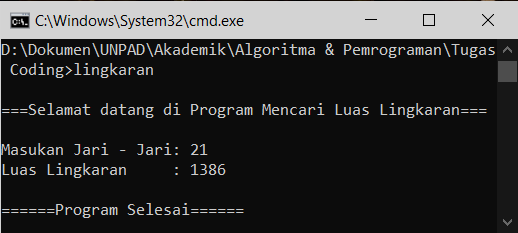 C:\Windows\System32\cmd.exe
D:\Dokumen\UNPAD\Akademik\Algoritma & Pemrograman\Tugas
Coding>lingkaran
===Selamat datang di Program Mencari Luas Lingkaran===
Masukan Jari - Jari: 21
Luas Lingkaran     : 1386
======Program Selesai======